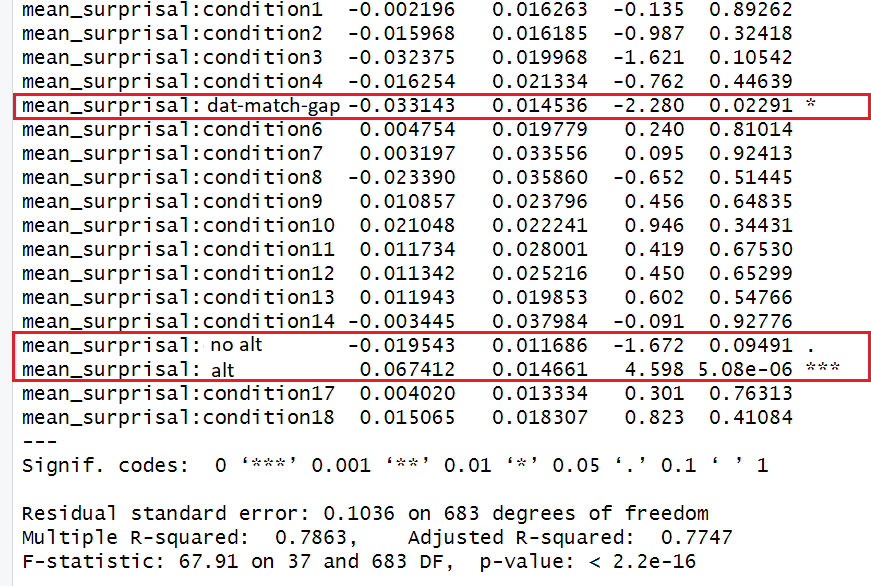 mean_surprisal:condition1 -0.002196 0.016263 -0.135 0.89262
mean_surprisal:condition2 -0.015968 0.016185 -0.987 0.32418
mean_surprisal:condition3 -0.032375 0.019968 -1.621 0.10542
mean_surprisal:condition4 -0.016254 0.021334 -0.762 0.44639
mean_surprisal: dat-match-gap -0.033143 0.014536 -2.280 0.02291 *
mean_surprisal:condition6 0.004754 0.019779 0.240 0.81014
mean_surprisal:condition7 0.003197 0.033556 0.095 0.92413
mean_surprisal:condition8 -0.023390 0.035860 -0.652 0.51445
mean_surprisal:condition9 0.010857 0.023796 0.456 0.64835
mean_surprisal:condition10 0.021048 0.022241 0.946 0.34431
mean_surprisal:condition11 0.011734 0.028001 0.419 0.67530
mean_surprisal:condition12 0.011342 0.025216 0.450 0.65299
mean_surprisal:condition13 0.011943 0.019853 0.602 0.54766
mean_surprisal:condition14 -0.003445 0.037984 -0.091 0.92776
mean_surprisal: no alt -0.019543 0.011686 -1.672 0.09491 .
mean_surprisal: alt 0.067412 0.014661 4.598 5.08e-06 ***
mean_surprisal:condition17 0.004020 0.013334 0.301 0.76313
mean_surprisal:condition18 0.015065 0.018307 0.823 0.41084
---
Signif. codes: 0 ‘***’ 0.001 ‘**’ 0.01 ‘*’ 0.05 ‘.’ 0.1 ‘ ’ 1
Residual standard error: 0.1036 on 683 degrees of freedom
Multiple R-squared: 0.7863, Adjusted R-squared: 0.7747
F-statistic: 67.91 on 37 and 683 DF, p-value: < 2.2e-16